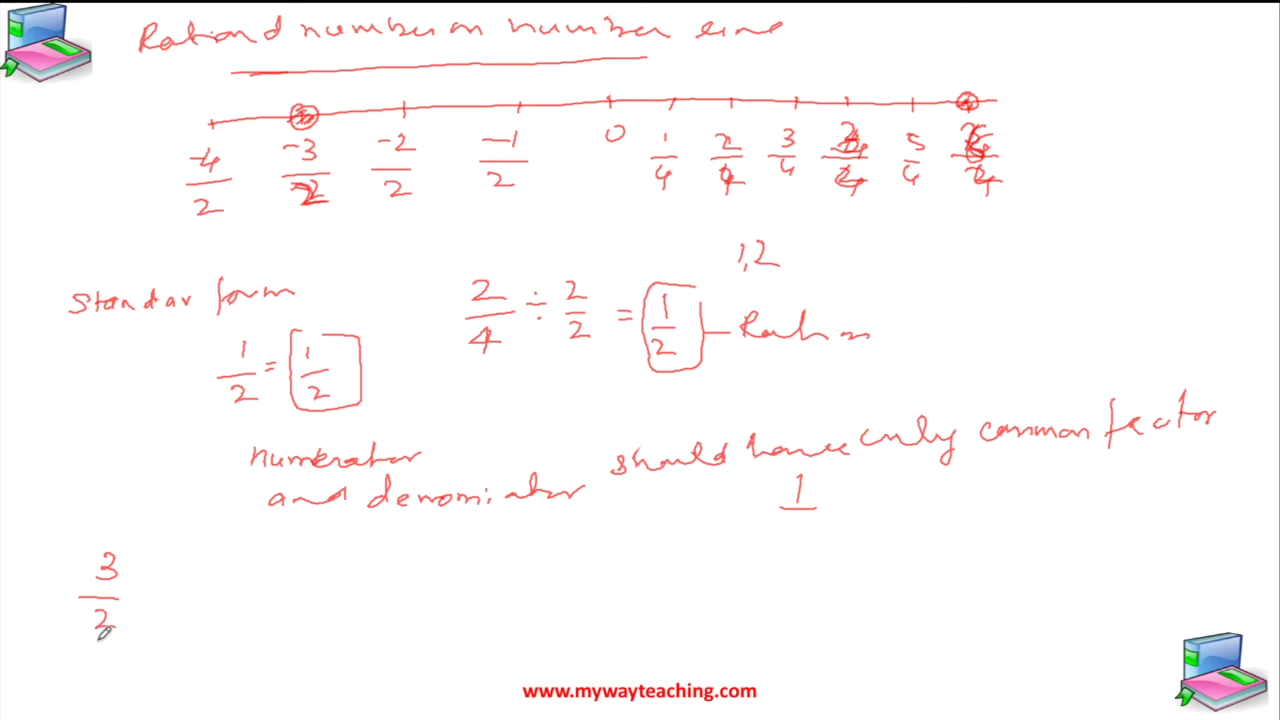 Rational number on number line
-4/2 -3/2 -2/2 -1/2 0 1/4 2/4 3/4 5/4
1,2
Standar form
2/4 ÷ 2/2 = 1/2
1/2 = 1/2
numerator
and denominator should have only common factor
1
3/2
www.mywayteaching.com